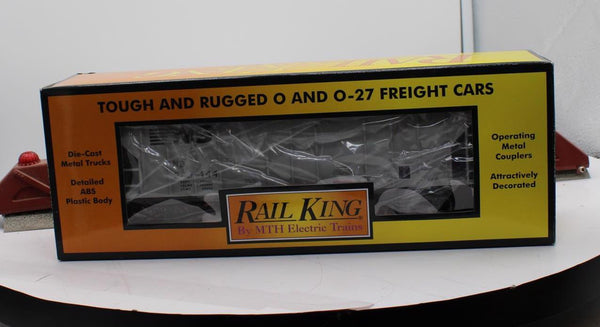 TOUGH AND RUGGED O AND O-27 FREIGHT CARS
Die-Cast
Metal Trucks
Detailed
ABS
Plastic Body
Operating
Metal
Couplers
Attractively
Decorated
RAIL KING®
By MTH Electric Trains